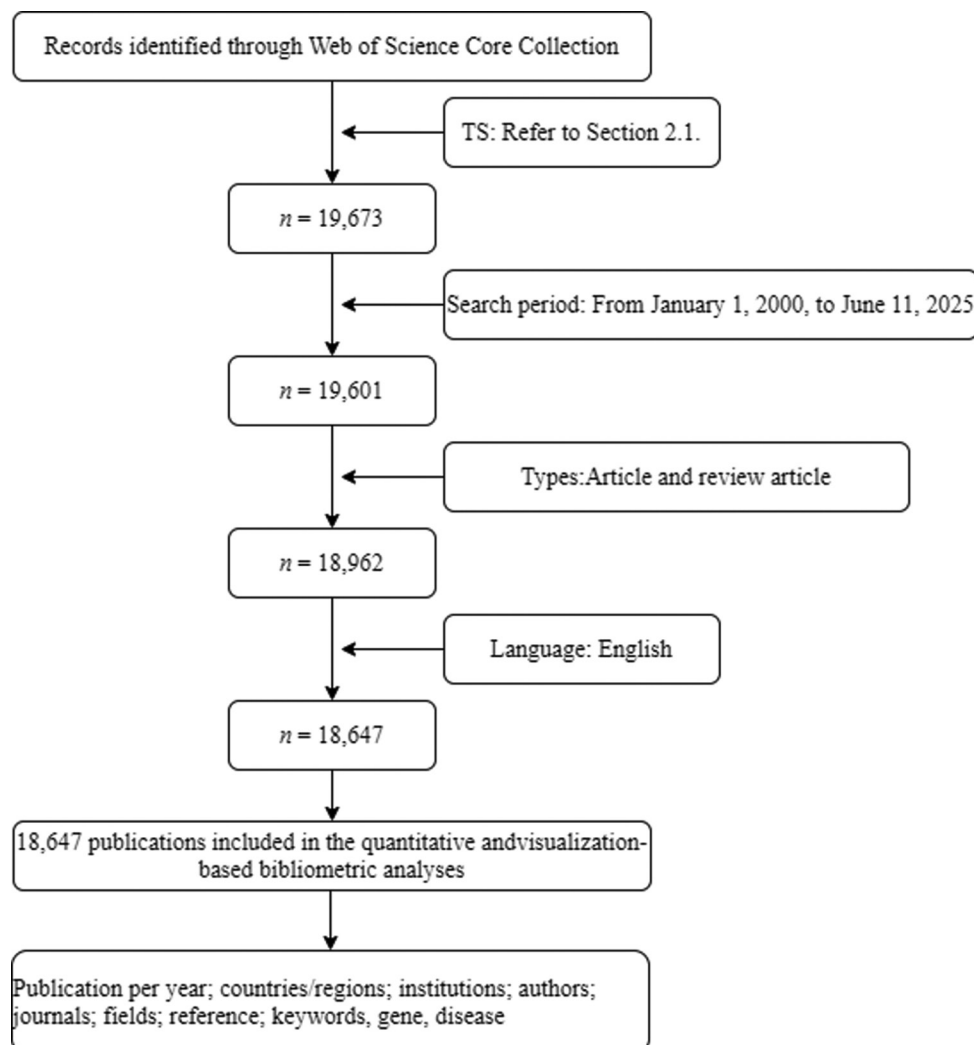 Records identified through Web of Science Core Collection
TS: Refer to Section 2.1.
n = 19,673
Search period: From January 1, 2000, to June 11, 2025
n = 19,601
Types:Article and review article
n = 18,962
Language: English
n = 18,647
18,647 publications included in the quantitative andvisualization-
based bibliometric analyses
Publication per year; countries/regions; institutions; authors;
journals; fields; reference; keywords, gene, disease